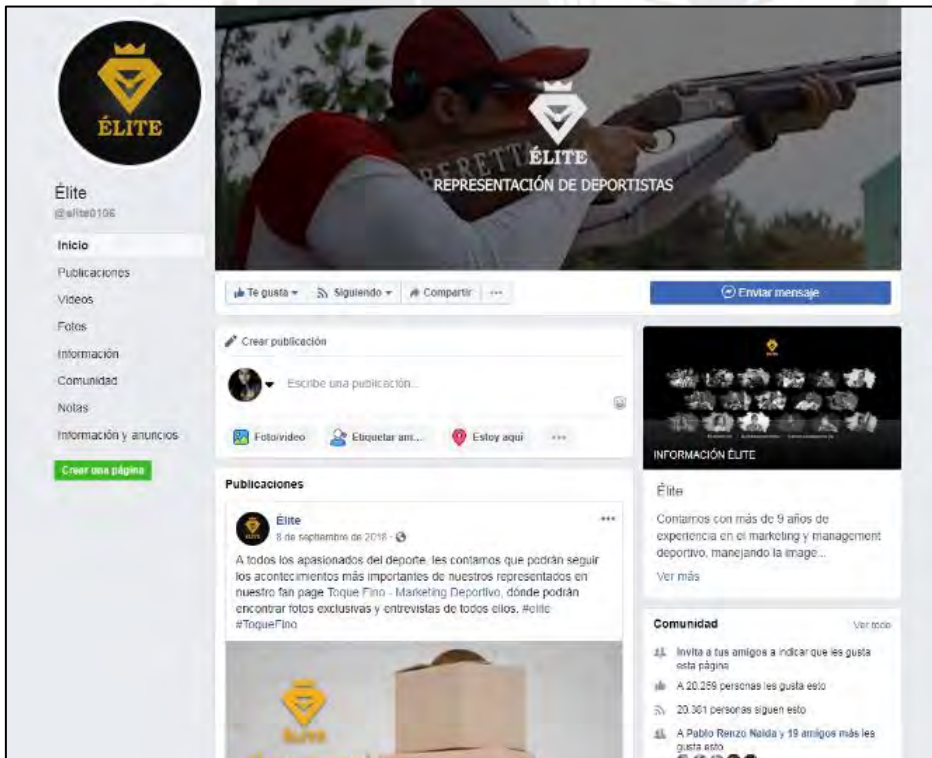 ÉLITE
Élite
@elite0106
Inicio
Publicaciones
Videos
Fotos
Información
Comunidad
Notas
Información y anuncios
Crear una página
BERETTA
ÉLITE
REPRESENTACIÓN DE DEPORTISTAS
Te gusta
Siguiendo
Compartir
Enviar mensaje
Crear publicación
Escribe una publicación...
Foto/video
Etiquetar am...
Estoy aquí
Publicaciones
Élite
8 de septiembre de 2018
A todos los apasionados del deporte, les contamos que podrán seguir
los acontecimientos más importantes de nuestros representados en
nuestro fan page Toque Fino - Marketing Deportivo, dónde podrán
encontrar fotos exclusivas y entrevistas de todos ellos. #elite
#ToqueFino
ÉLITE
INFORMACIÓN ÉLITE
Élite
Contamos con más de 9 años de
experiencia en el marketing y management
deportivo, manejando la image...
Ver más
Comunidad
Ver todo
Invita a tus amigos a indicar que les gusta
esta página
A 20.259 personas les gusta esto
20.381 personas siguen esto
A Pablo Renzo Naida y 19 amigos más les
gusta esto